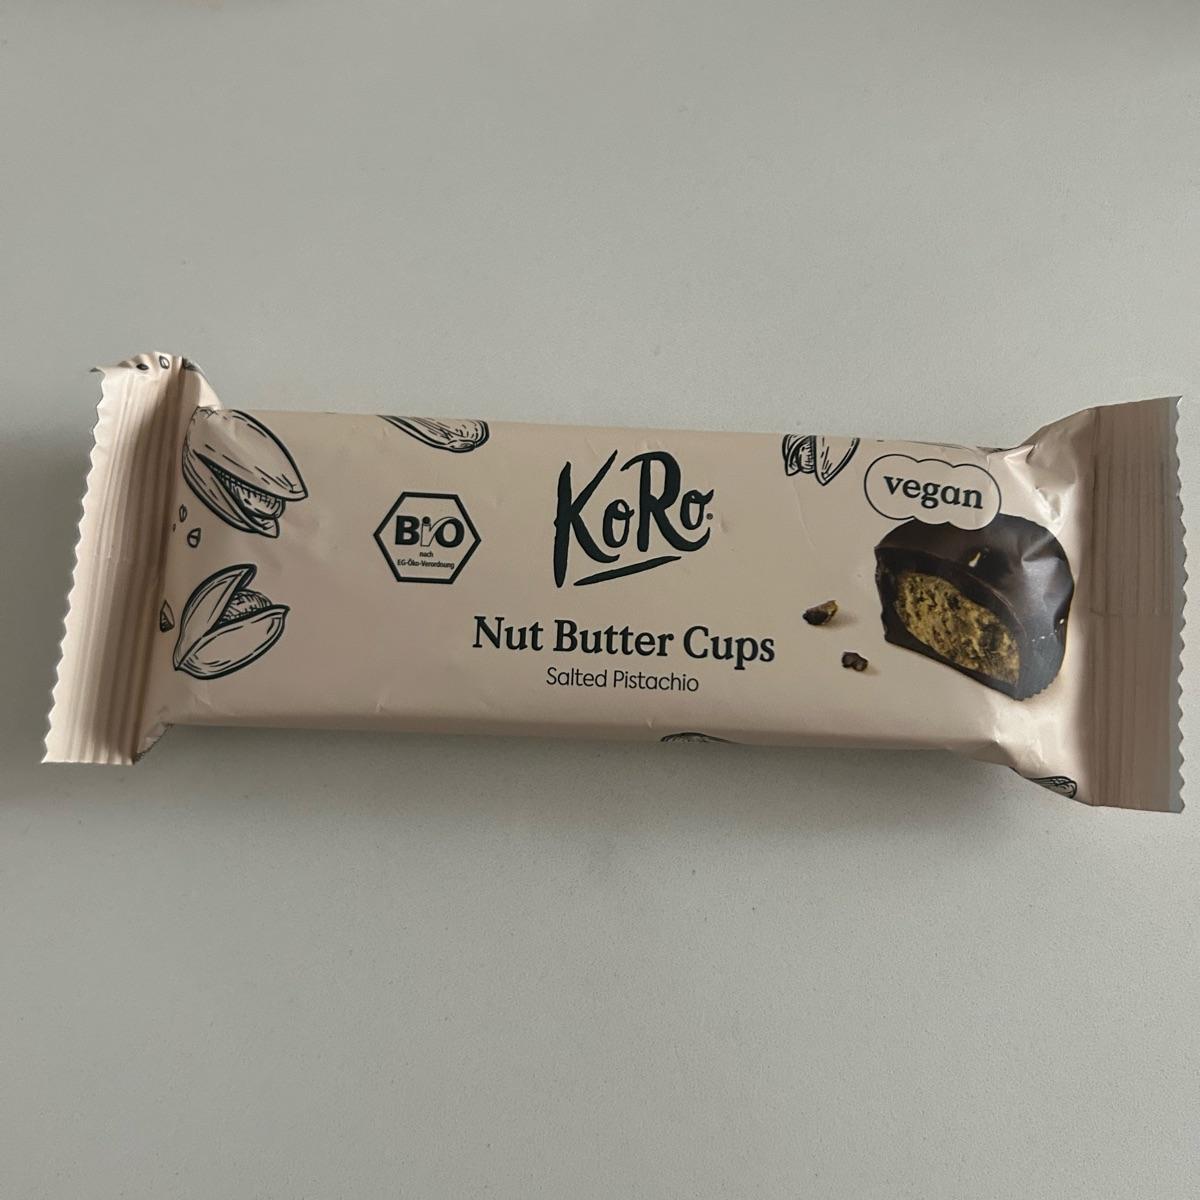 KoRo®
BIO
nach
EG-Öko-Verordnung
vegan
Nut Butter Cups
Salted Pistachio